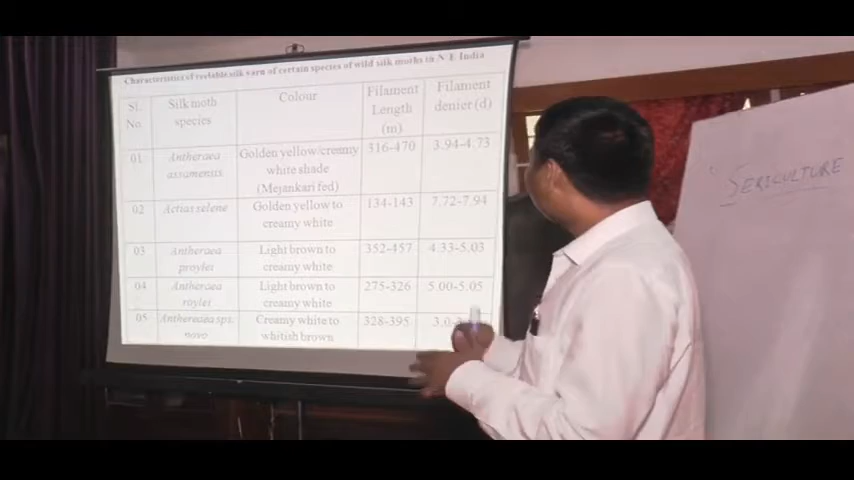 Characteristics of reelable silk yarn of certain species of wild silk moths in N E India
Sl. No | Silk moth species | Colour | Filament Length (m) | Filament denier (d)
01 | Antheraea assamensis | Golden yellow/creamy white shade (Mejankari fed) | 316-470 | 3.94-4.73
02 | Actias selene | Golden yellow to creamy white | 134-143 | 7.72-7.94
03 | Antheraea proylei | Light brown to creamy white | 352-457 | 4.33-5.03
04 | Antheraea roylei | Light brown to creamy white | 275-326 | 5.00-5.05
05 | Anthereaea sps. novo | Creamy white to whitish brown | 328-395
SERICULTURE